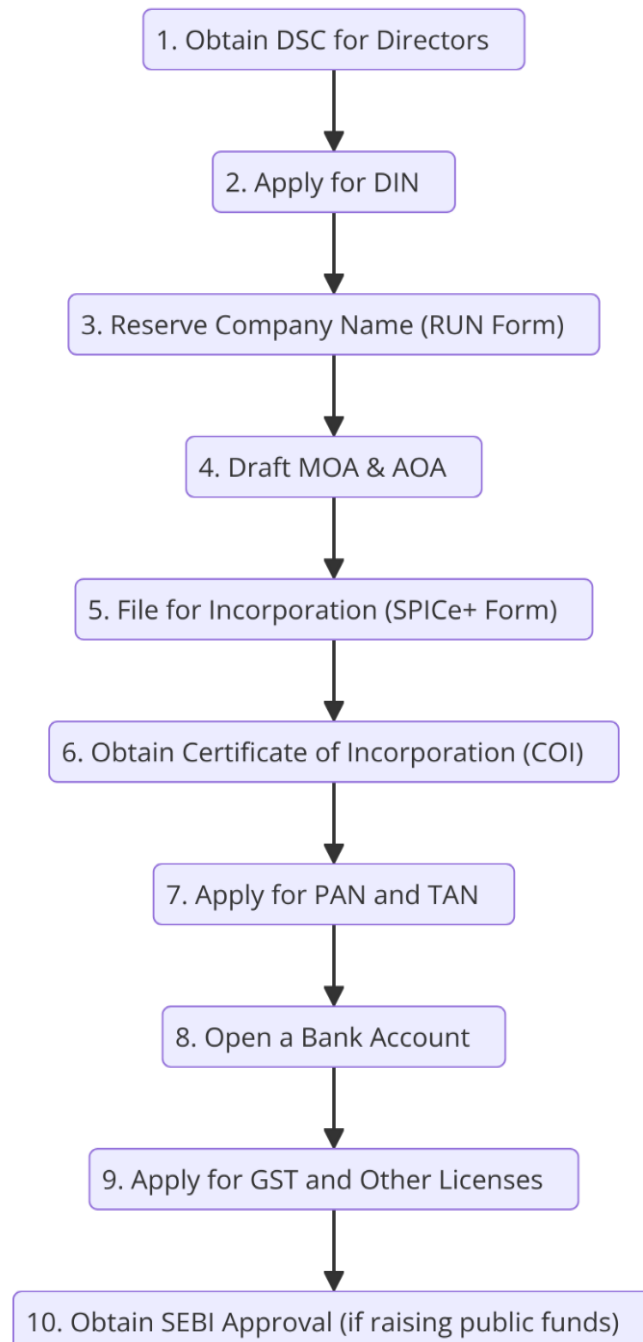 1. Obtain DSC for Directors
2. Apply for DIN
3. Reserve Company Name (RUN Form)
4. Draft MOA & AOA
5. File for Incorporation (SPICe+ Form)
6. Obtain Certificate of Incorporation (COI)
7. Apply for PAN and TAN
8. Open a Bank Account
9. Apply for GST and Other Licenses
10. Obtain SEBI Approval (if raising public funds)